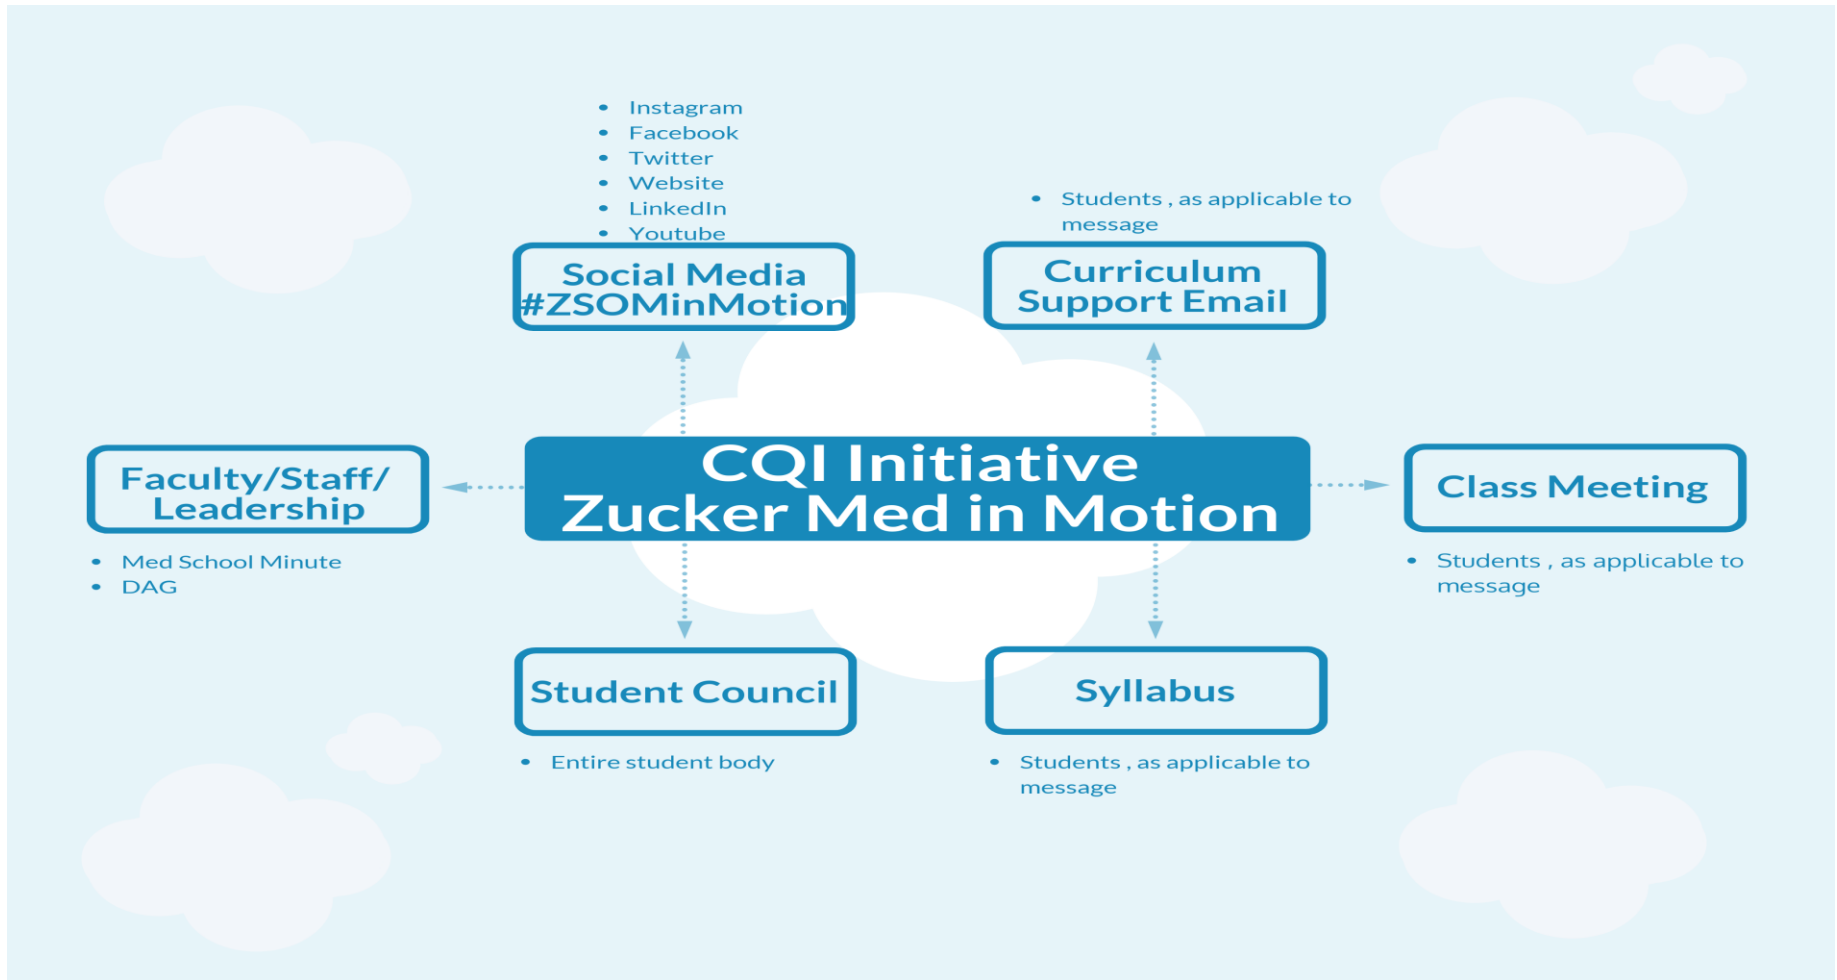 • Instagram
• Facebook
• Twitter
• Website
• LinkedIn
• Youtube
Social Media
#ZSOMinMotion
• Students , as applicable to
message
Curriculum
Support Email
Faculty/Staff/
Leadership
• Med School Minute
• DAG
CQI Initiative
Zucker Med in Motion
Class Meeting
• Students , as applicable to
message
Student Council
• Entire student body
Syllabus
• Students , as applicable to
message